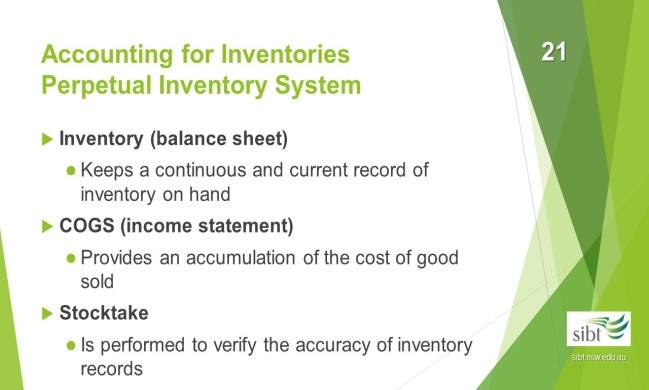 Accounting for Inventories
Perpetual Inventory System
21
Inventory (balance sheet)
Keeps a continuous and current record of
inventory on hand
COGS (income statement)
Provides an accumulation of the cost of good
sold
Stocktake
Is performed to verify the accuracy of inventory
records
sibt
sibtnsw.edu.au